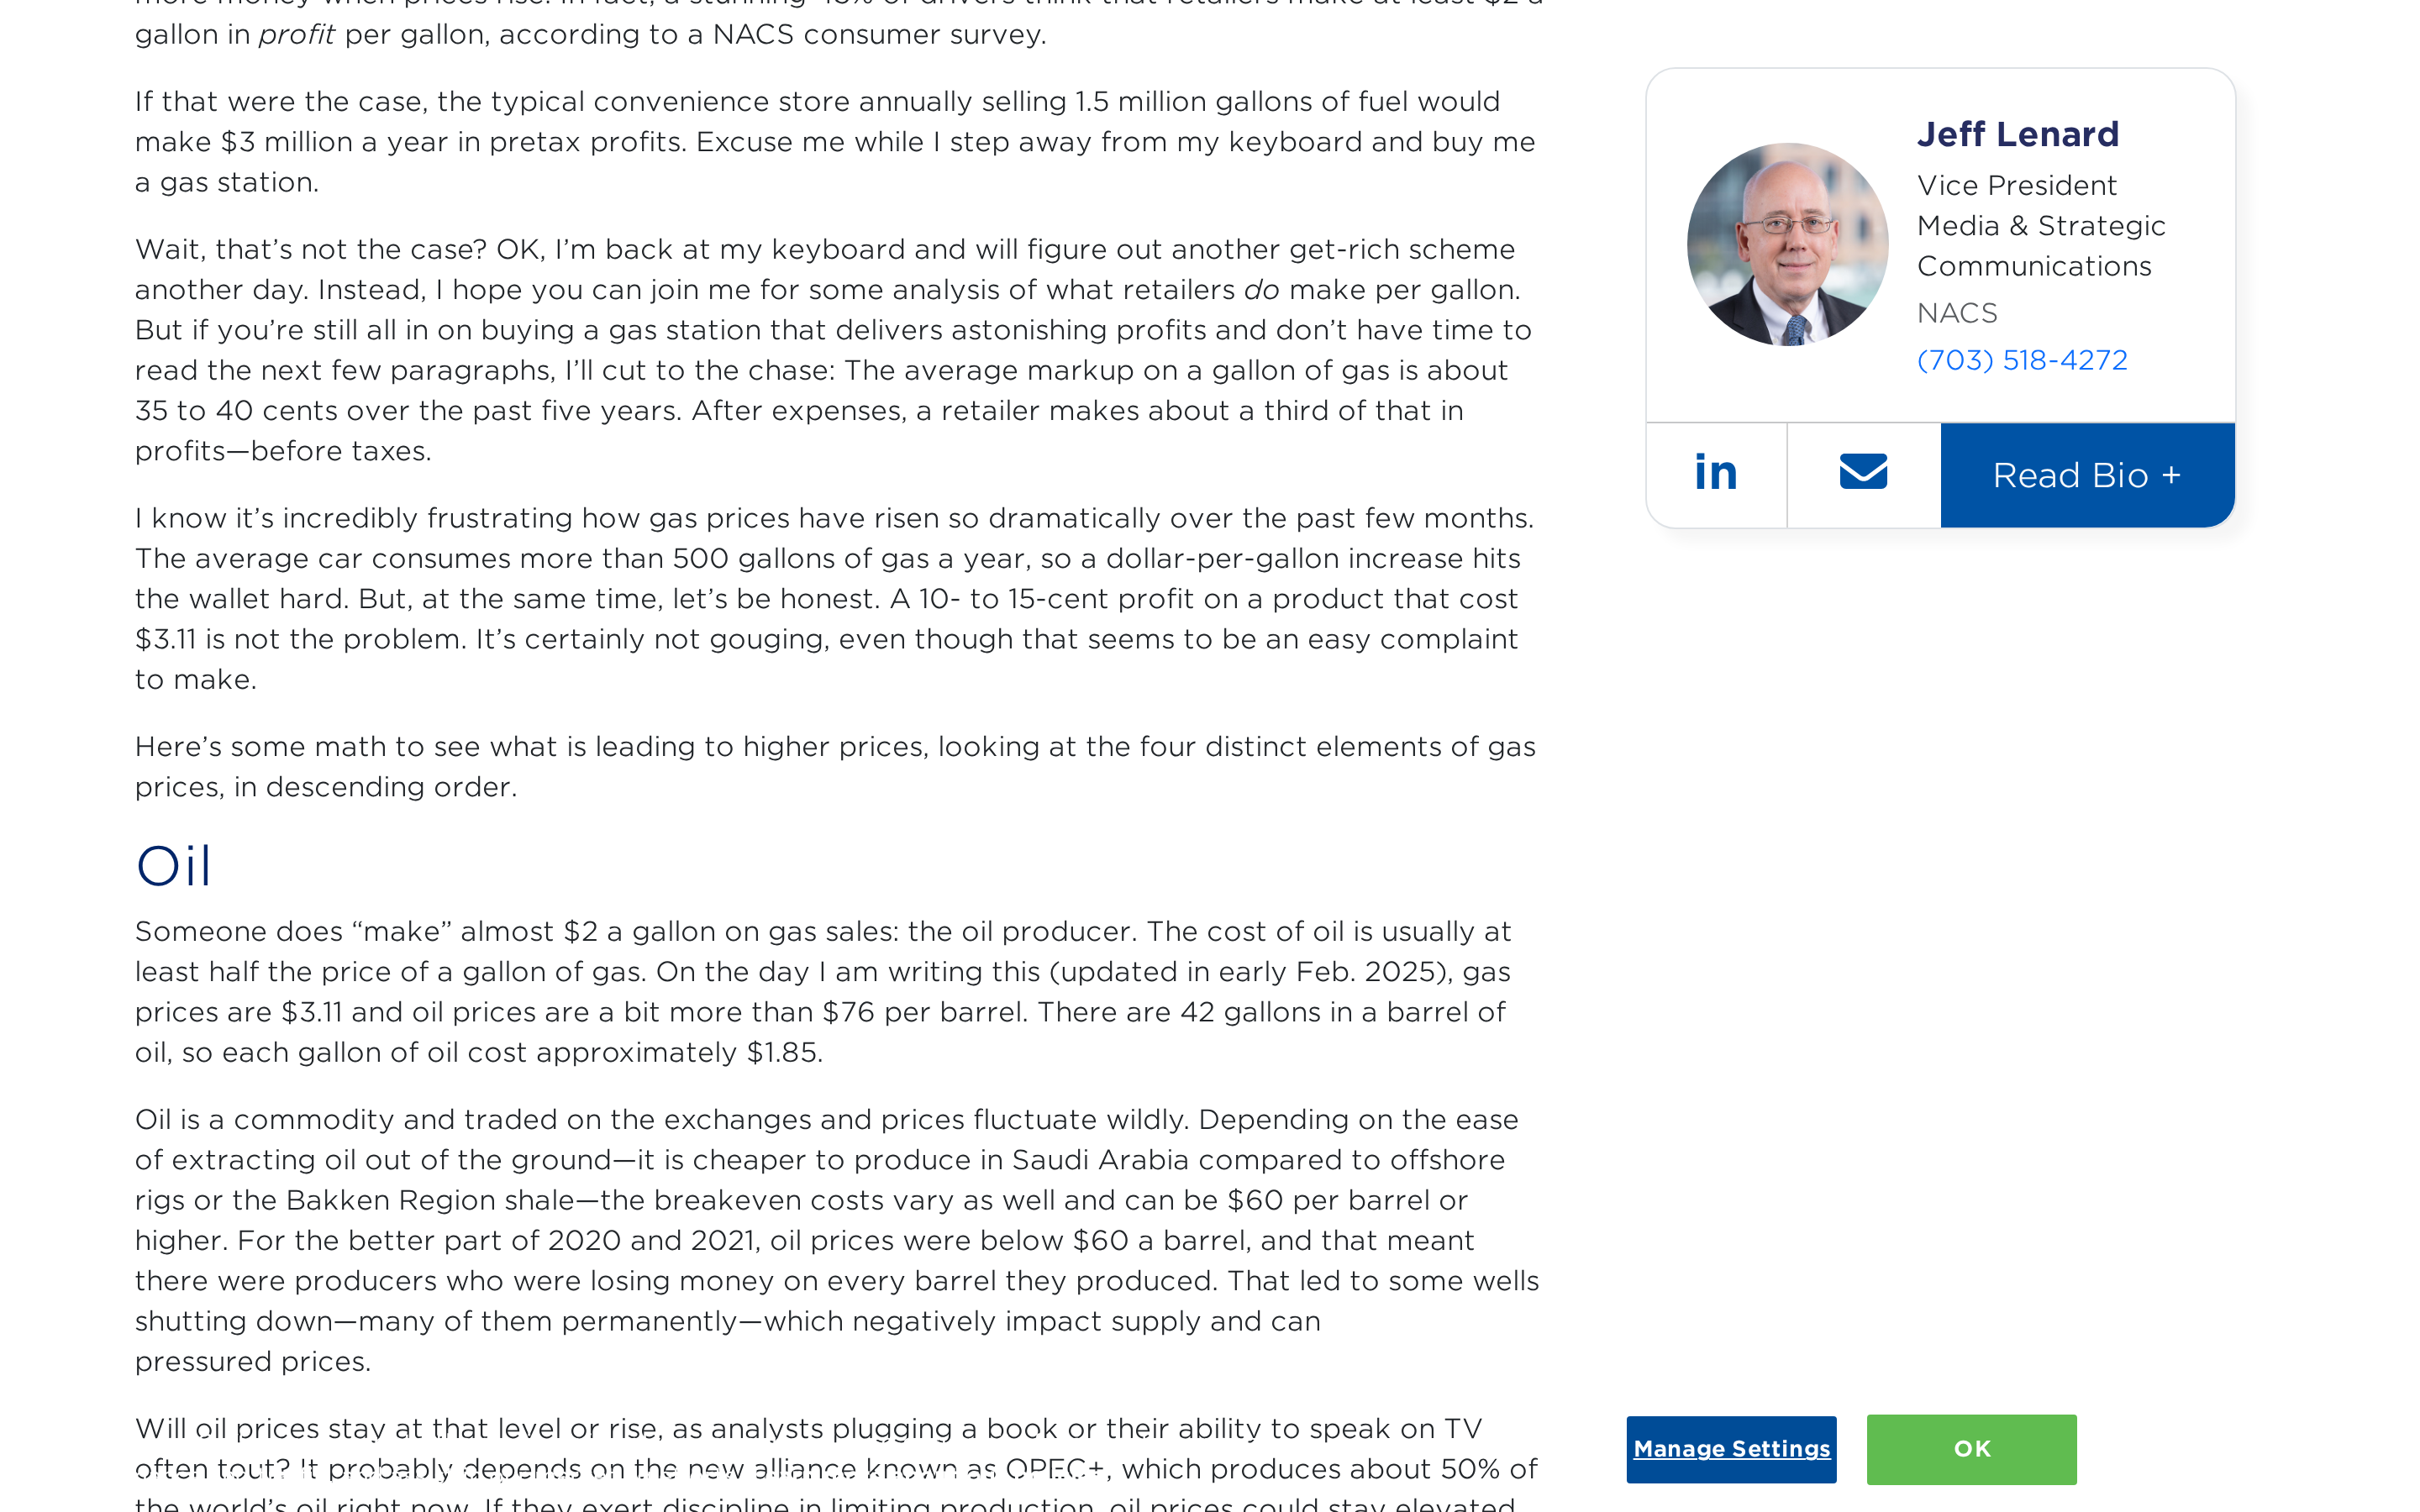 gallon in profit per gallon, according to a NACS consumer survey.
If that were the case, the typical convenience store annually selling 1.5 million gallons of fuel would
make $3 million a year in pretax profits. Excuse me while I step away from my keyboard and buy me
a gas station.
Wait, that’s not the case? OK, I’m back at my keyboard and will figure out another get-rich scheme
another day. Instead, I hope you can join me for some analysis of what retailers do make per gallon.
But if you’re still all in on buying a gas station that delivers astonishing profits and don’t have time to
read the next few paragraphs, I’ll cut to the chase: The average markup on a gallon of gas is about
35 to 40 cents over the past five years. After expenses, a retailer makes about a third of that in
profits—before taxes.
I know it’s incredibly frustrating how gas prices have risen so dramatically over the past few months.
The average car consumes more than 500 gallons of gas a year, so a dollar-per-gallon increase hits
the wallet hard. But, at the same time, let’s be honest. A 10- to 15-cent profit on a product that cost
$3.11 is not the problem. It’s certainly not gouging, even though that seems to be an easy complaint
to make.
Here’s some math to see what is leading to higher prices, looking at the four distinct elements of gas
prices, in descending order.
Oil
Someone does “make” almost $2 a gallon on gas sales: the oil producer. The cost of oil is usually at
least half the price of a gallon of gas. On the day I am writing this (updated in early Feb. 2025), gas
prices are $3.11 and oil prices are a bit more than $76 per barrel. There are 42 gallons in a barrel of
oil, so each gallon of oil cost approximately $1.85.
Oil is a commodity and traded on the exchanges and prices fluctuate wildly. Depending on the ease
of extracting oil out of the ground—it is cheaper to produce in Saudi Arabia compared to offshore
rigs or the Bakken Region shale—the breakeven costs vary as well and can be $60 per barrel or
higher. For the better part of 2020 and 2021, oil prices were below $60 a barrel, and that meant
there were producers who were losing money on every barrel they produced. That led to some wells
shutting down—many of them permanently—which negatively impact supply and can
pressured prices.
Will oil prices stay at that level or rise, as analysts plugging a book or their ability to speak on TV
often tout? It probably depends on the new alliance known as OPEC+, which produces about 50% of
the world’s oil right now. If they exert discipline in limiting production, oil prices could stay elevated
Jeff Lenard
Vice President
Media & Strategic
Communications
NACS
(703) 518-4272
in
Read Bio +
Manage Settings
OK